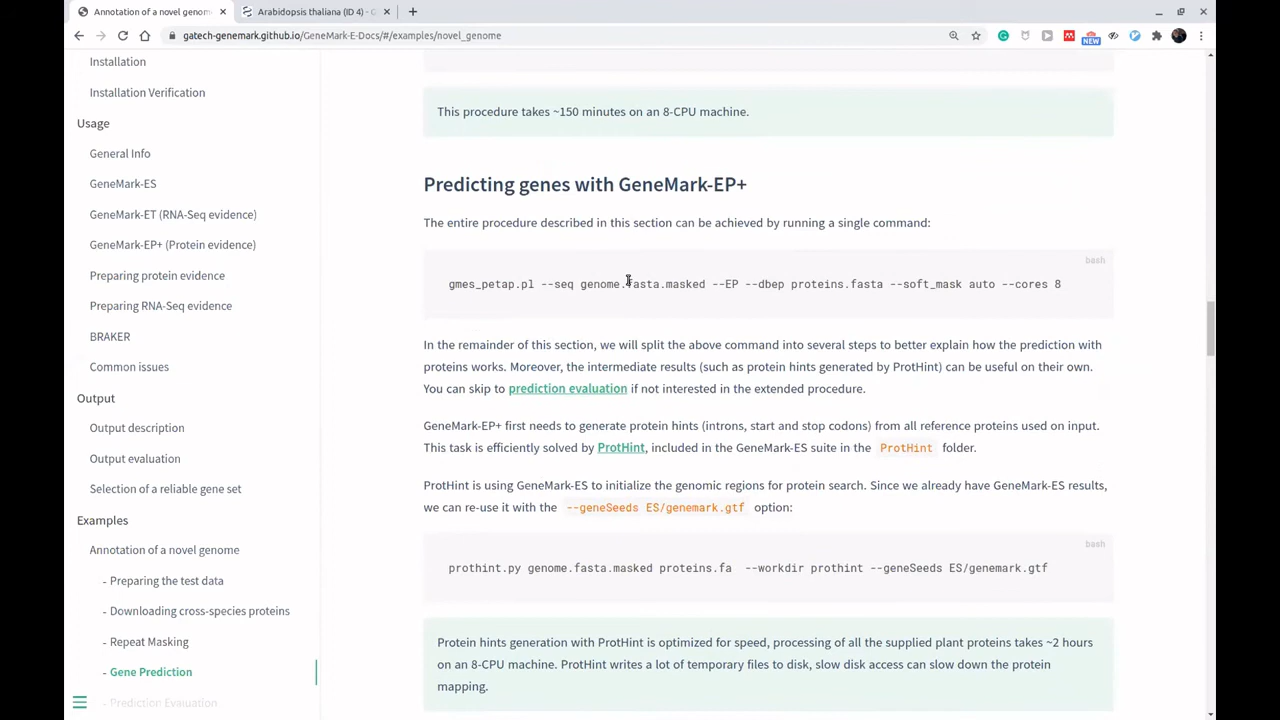 Annotation of a novel genom
Arabidopsis thaliana (ID 4) - G
gatech-genemark.github.io/GeneMark-E-Docs/#/examples/novel_genome
NEW
Installation
Installation Verification
Usage
General Info
GeneMark-ES
GeneMark-ET (RNA-Seq evidence)
GeneMark-EP+ (Protein evidence)
Preparing protein evidence
Preparing RNA-Seq evidence
BRAKER
Common issues
Output
Output description
Output evaluation
Selection of a reliable gene set
Examples
Annotation of a novel genome
- Preparing the test data
- Downloading cross-species proteins
- Repeat Masking
- Gene Prediction
- Prediction Evaluation
This procedure takes ~150 minutes on an 8-CPU machine.
Predicting genes with GeneMark-EP+
The entire procedure described in this section can be achieved by running a single command:
bash
gmes_petap.pl --seq genome.fasta.masked --EP --dbep proteins.fasta --soft_mask auto --cores 8
In the remainder of this section, we will split the above command into several steps to better explain how the prediction with
proteins works. Moreover, the intermediate results (such as protein hints generated by ProtHint) can be useful on their own.
You can skip to prediction evaluation if not interested in the extended procedure.
GeneMark-EP+ first needs to generate protein hints (introns, start and stop codons) from all reference proteins used on input.
This task is efficiently solved by ProtHint, included in the GeneMark-ES suite in the ProtHint folder.
ProtHint is using GeneMark-ES to initialize the genomic regions for protein search. Since we already have GeneMark-ES results,
we can re-use it with the --geneSeeds ES/genemark.gtf option:
bash
prothint.py genome.fasta.masked proteins.fa --workdir prothint --geneSeeds ES/genemark.gtf
Protein hints generation with ProtHint is optimized for speed, processing of all the supplied plant proteins takes ~2 hours
on an 8-CPU machine. ProtHint writes a lot of temporary files to disk, slow disk access can slow down the protein
mapping.